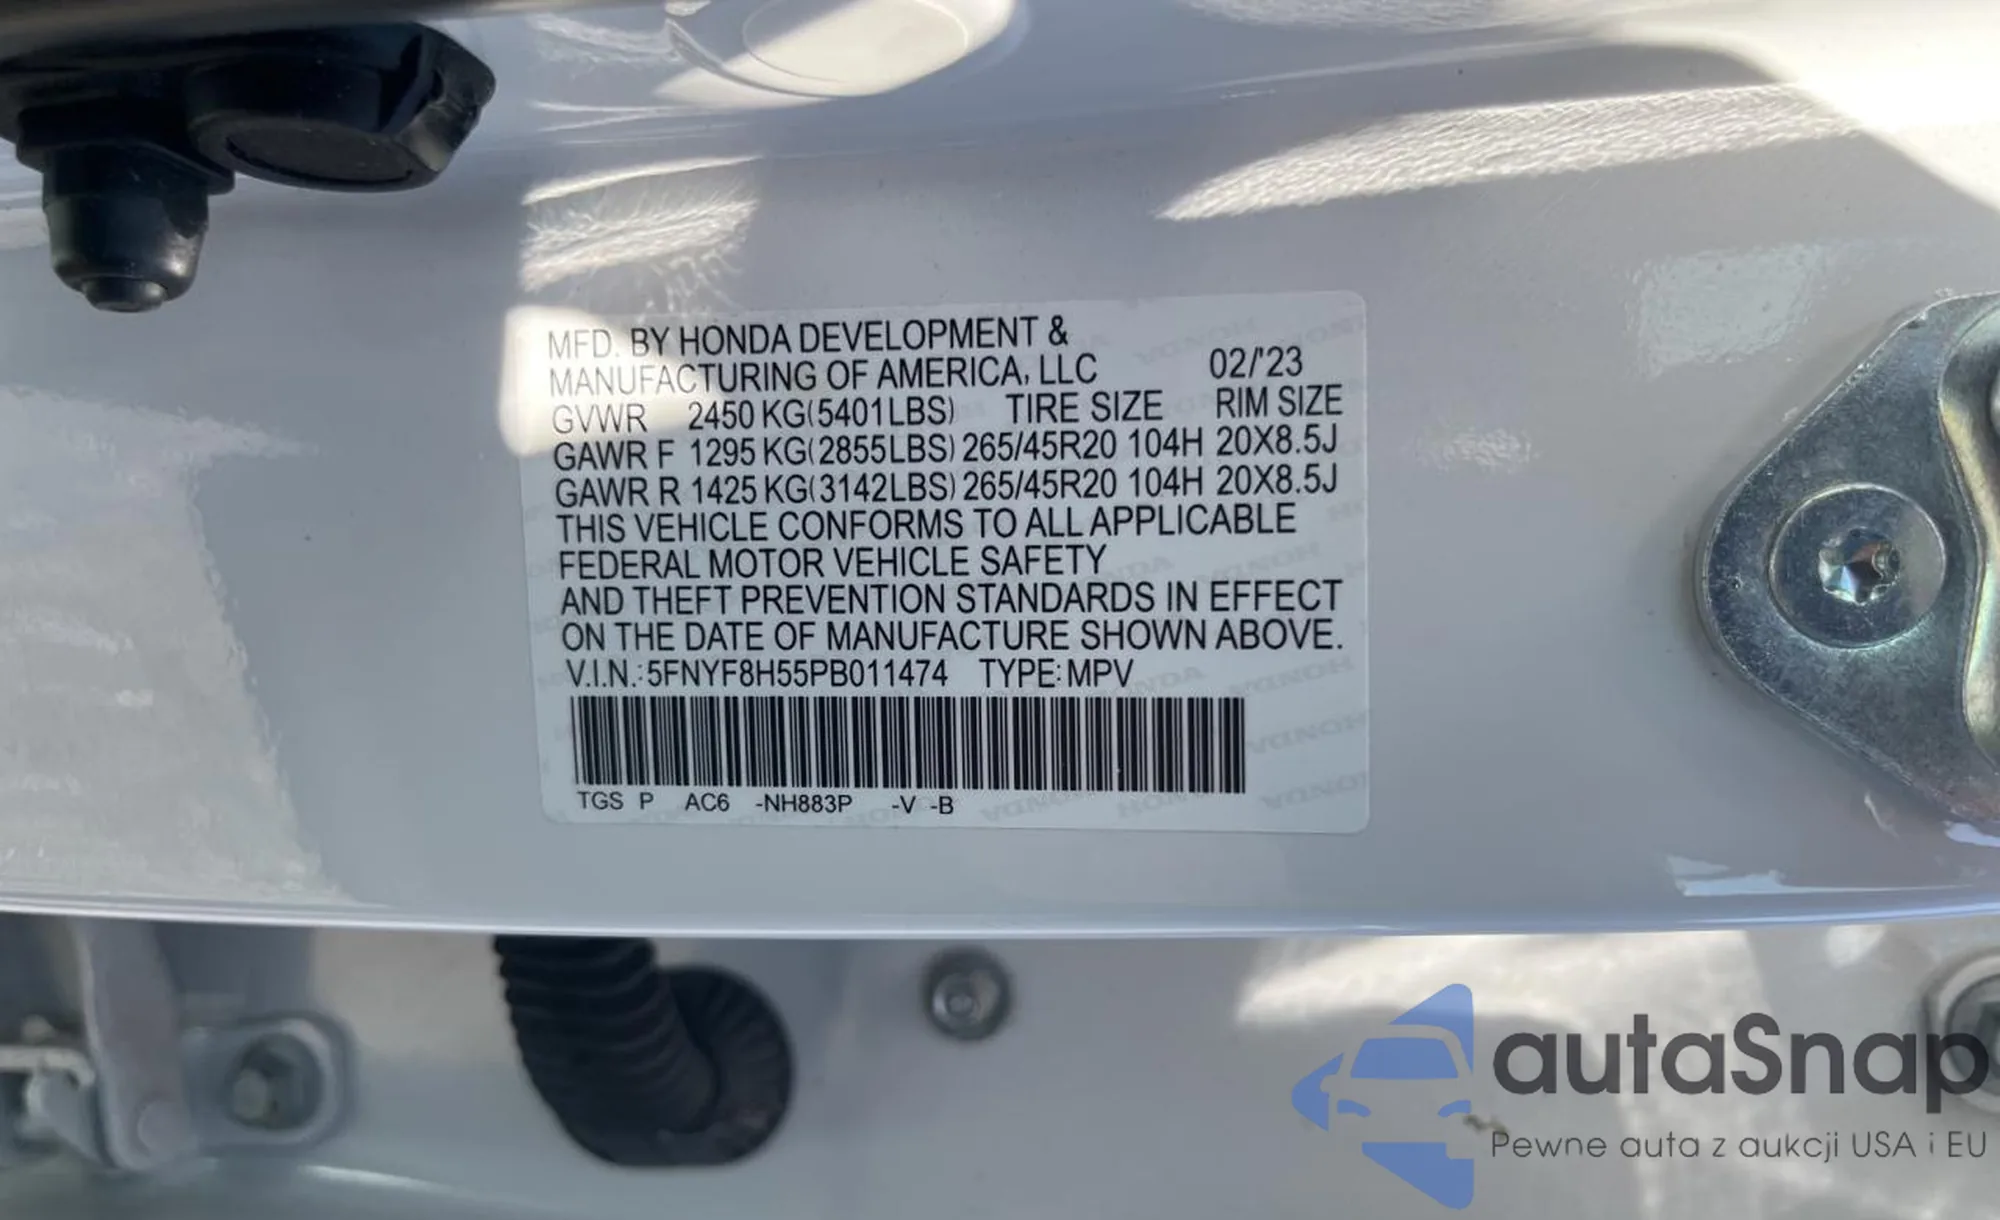 MFD. BY HONDA DEVELOPMENT &
MANUFACTURING OF AMERICA, LLC 02/'23
GVWR 2450 KG(5401LBS) TIRE SIZE RIM SIZE
GAWR F 1295 KG(2855LBS) 265/45R20 104H 20X8.5J
GAWR R 1425 KG(3142LBS) 265/45R20 104H 20X8.5J
THIS VEHICLE CONFORMS TO ALL APPLICABLE
FEDERAL MOTOR VEHICLE SAFETY
AND THEFT PREVENTION STANDARDS IN EFFECT
ON THE DATE OF MANUFACTURE SHOWN ABOVE.
V.I.N.: 5FNYF8H55PB011474 TYPE: MPV
TGS P AC6 -NH883P -V -B
autaSnap
Pewne auta z aukcji USA i EU